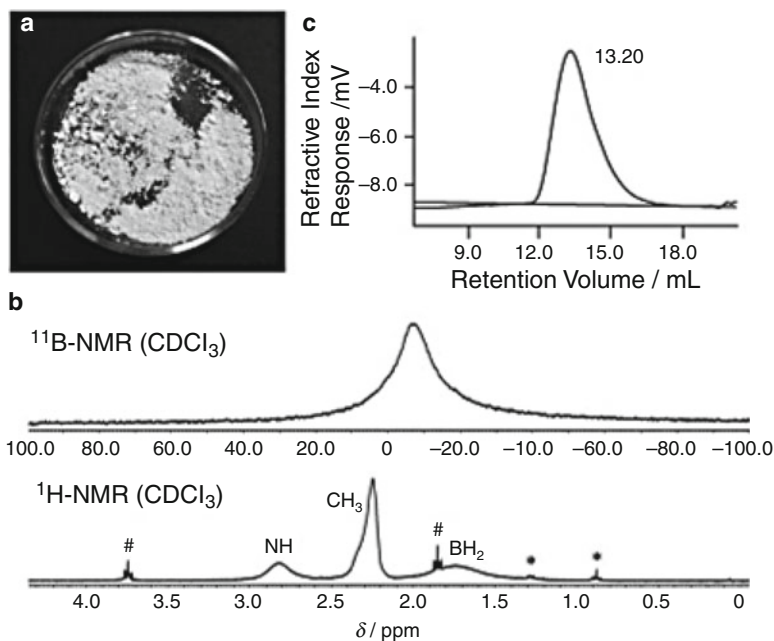 a
c
13.20
Refractive Index
Response /mV
–4.0
–6.0
–8.0
9.0 12.0 15.0 18.0
Retention Volume / mL
b
¹¹B-NMR (CDCl₃)
100.0 80.0 60.0 40.0 20.0 0 –20.0 –40.0 –60.0 –80.0 –100.0
¹H-NMR (CDCl₃)
# NH CH₃ # BH₂ * *
4.0 3.0 2.5 2.0 1.5 1.0 0.5 0
δ / ppm